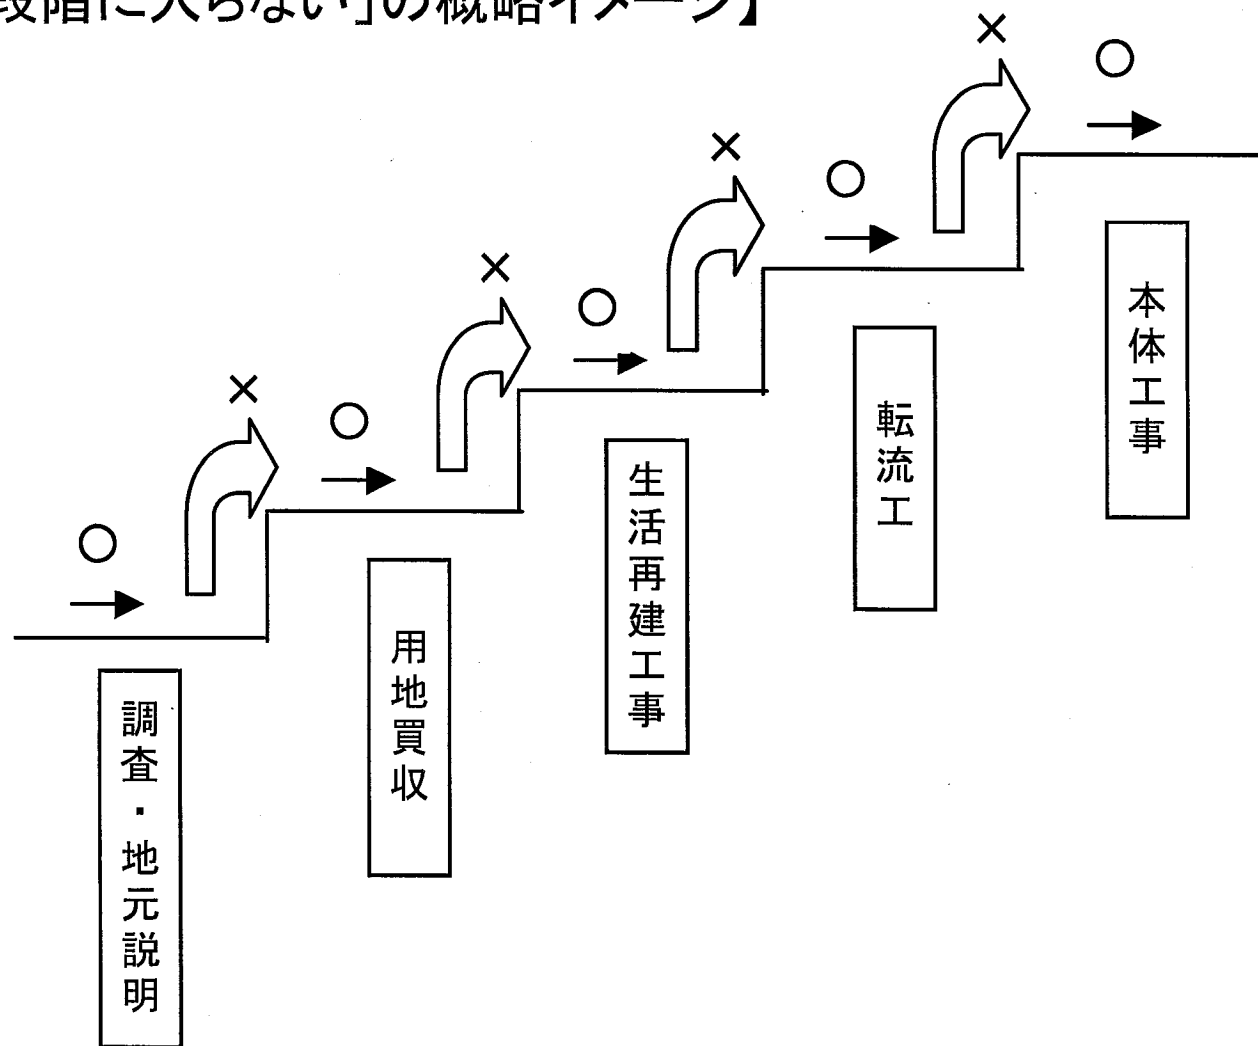 段階に入らない」の概略イメージ】
×
○
×
○
×
○
×
○
○
調査・地元説明
用地買収
生活再建工事
転流工
本体工事